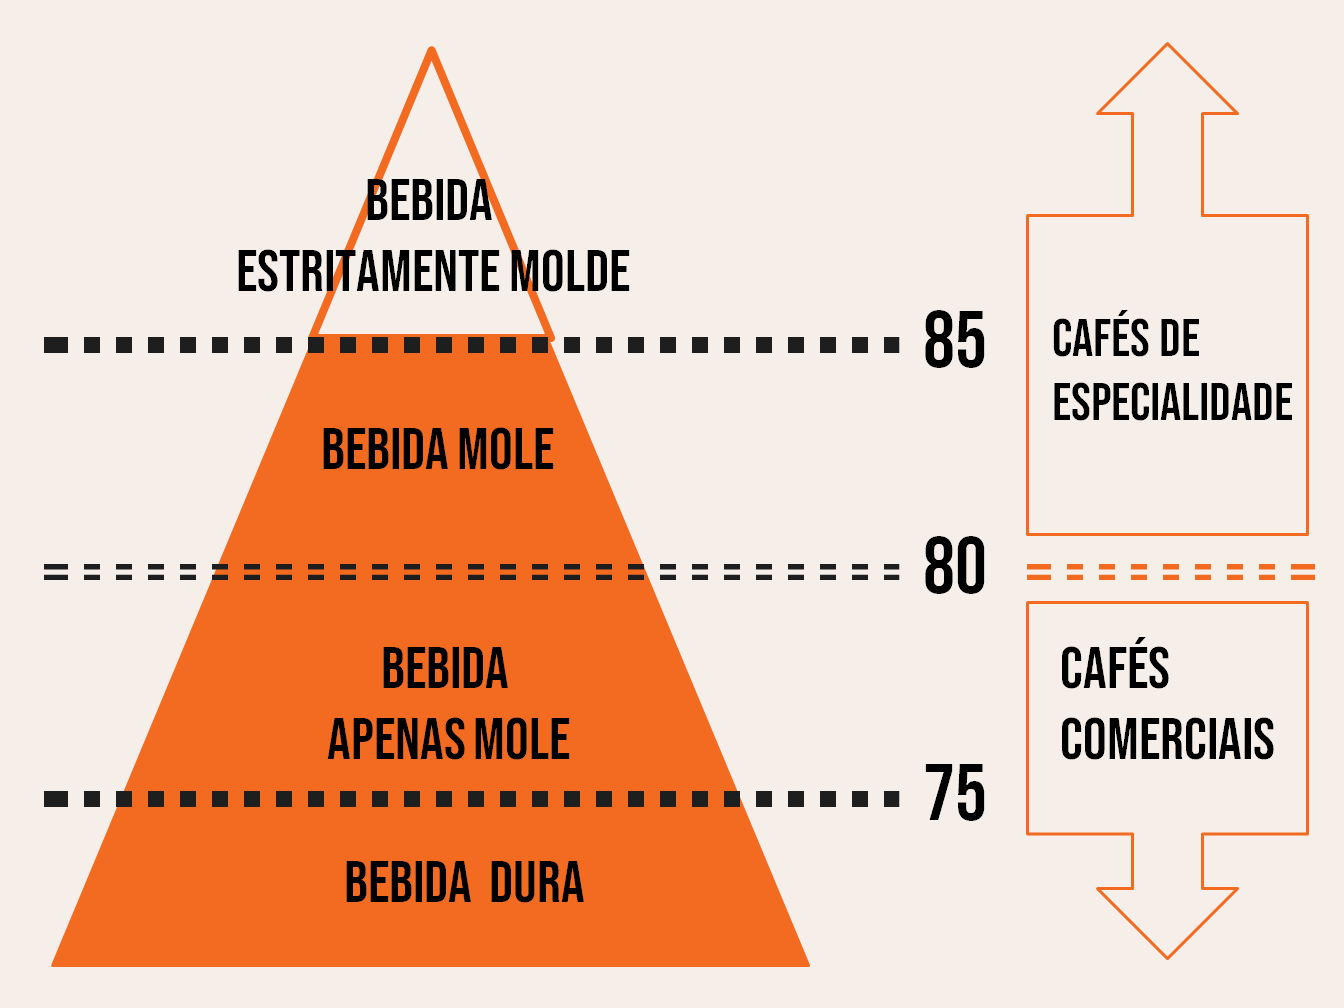 BEBIDA
ESTRITAMENTE MOLDE
85
CAFÉS DE
ESPECIALIDADE
BEBIDA MOLE
80
BEBIDA
APENAS MOLE
CAFÉS
COMERCIAIS
75
BEBIDA DURA